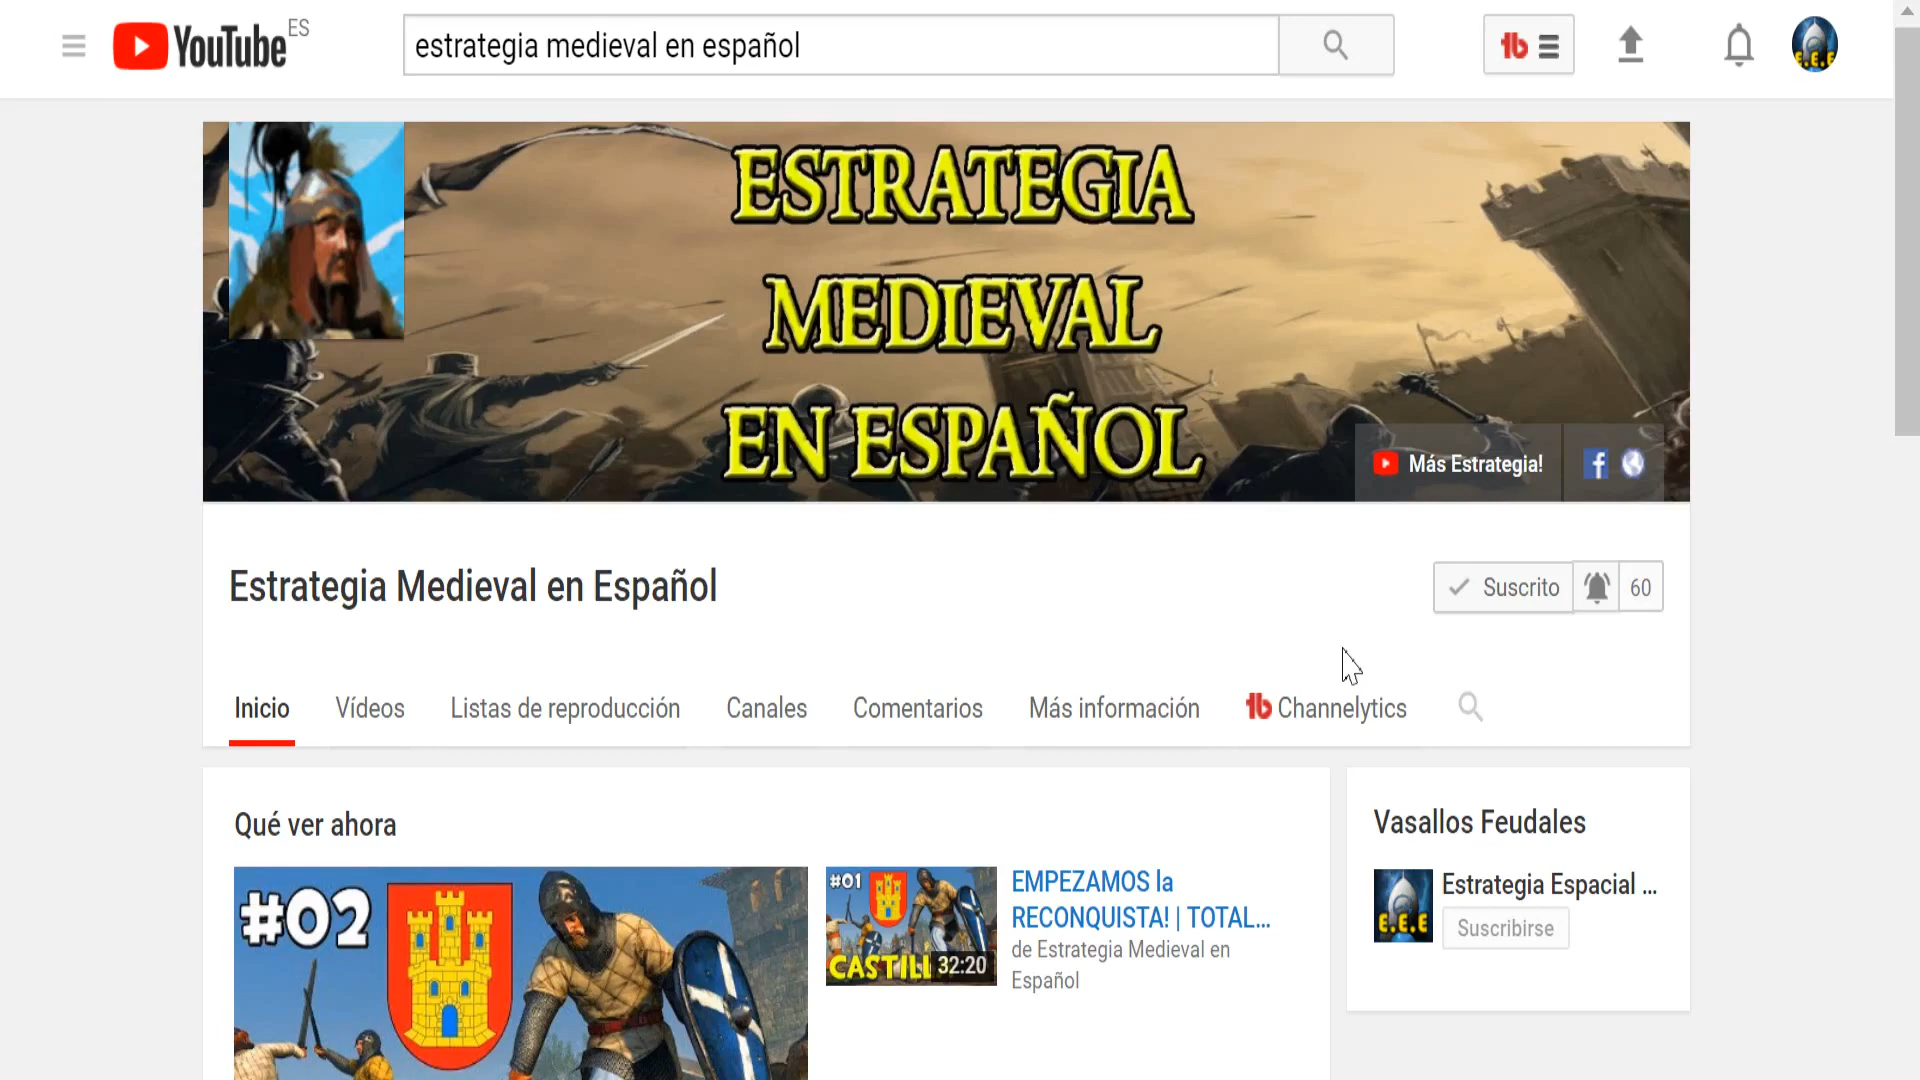 YouTube ES
estrategia medieval en español
ESTRATEGIA
MEDIEVAL
EN ESPAÑOL
Más Estrategia!
Estrategia Medieval en Español
Suscrito 60
Inicio Vídeos Listas de reproducción Canales Comentarios Más información Channelytics
Qué ver ahora
#02
#01
CASTILL
32:20
EMPEZAMOS la
RECONQUISTA! | TOTAL...
de Estrategia Medieval en
Español
Vasallos Feudales
E.E.E
Estrategia Espacial ...
Suscribirse